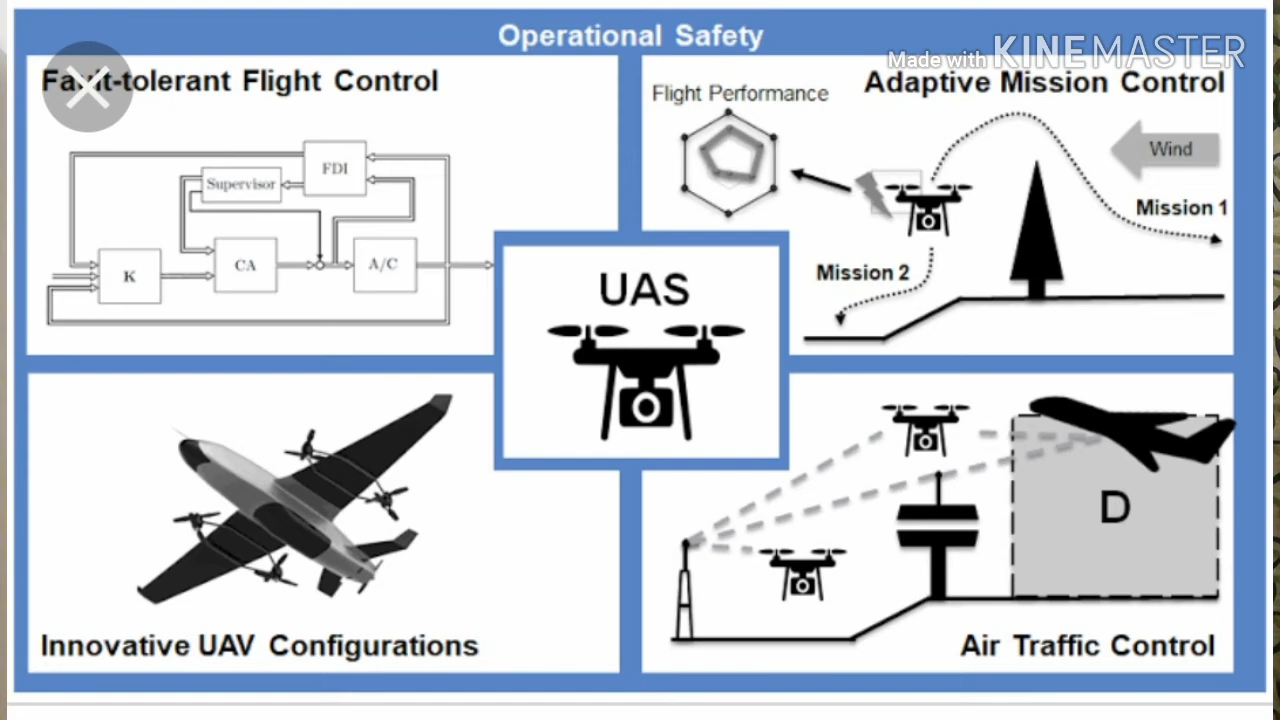 Operational Safety
Made with KINEMASTER
Fault-tolerant Flight Control
FDI
Supervisor
K
CA
A/C
Flight Performance
Adaptive Mission Control
Wind
Mission 1
Mission 2
UAS
Innovative UAV Configurations
D
Air Traffic Control